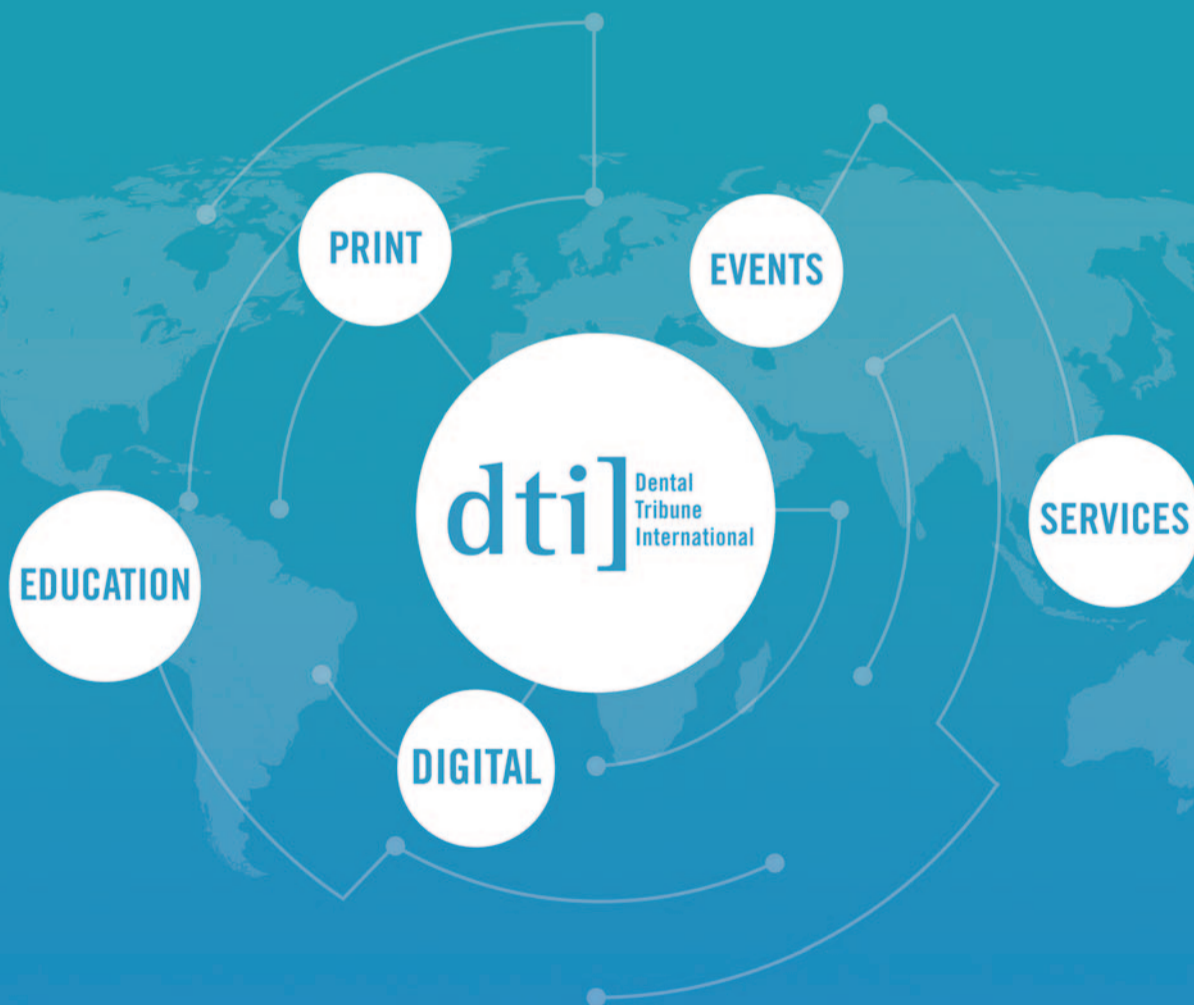 PRINT
EVENTS
dti]
Dental
Tribune
International
SERVICES
EDUCATION
DIGITAL